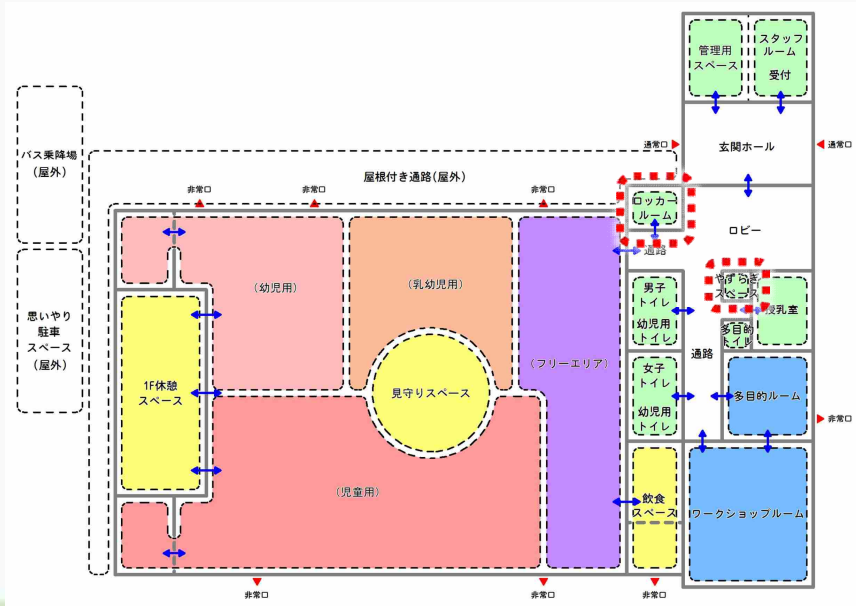 管理用
スペース
スタッフ
ルーム
受付
バス乗降場
(屋外)
通常口
玄関ホール
通常口
屋根付き通路(屋外)
非常口
非常口
非常口
ロッカー
ルーム
ロビー
通路
(幼児用)
(乳幼児用)
やすらぎ
スペース
男子
トイレ
幼児用
トイレ
授乳室
思いやり
駐車
スペース
(屋外)
多目的
トイレ
(フリーエリア)
通路
1F休憩
スペース
見守りスペース
女子
トイレ
幼児用
トイレ
多目的ルーム
非常口
(児童用)
飲食
スペース
ワークショップルーム
非常口
非常口
非常口